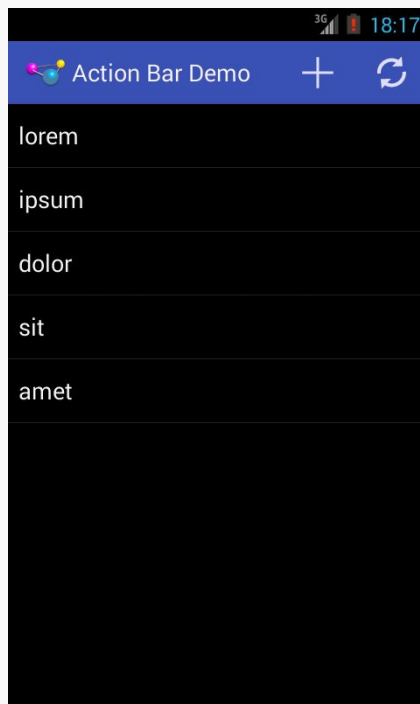 3G 18:17
Action Bar Demo
lorem
ipsum
dolor
sit
amet